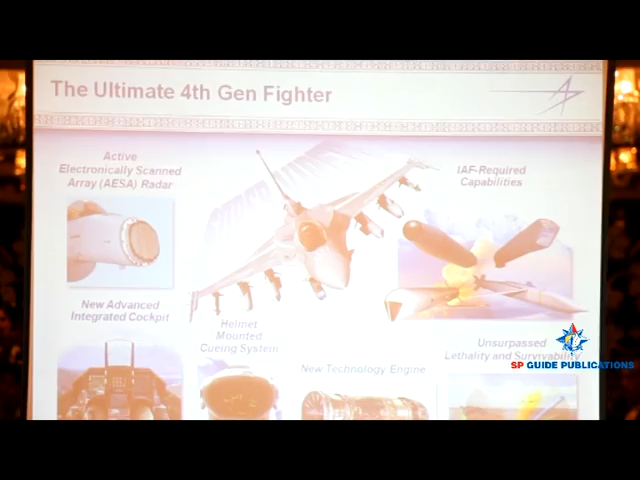 The Ultimate 4th Gen Fighter
Active
Electronically Scanned
Array (AESA) Radar
IAF-Required
Capabilities
New Advanced
Integrated Cockpit
Helmet
Mounted
Cueing System
New Technology Engine
Unsurpassed
Lethality and Survivability
SP GUIDE PUBLICATIONS